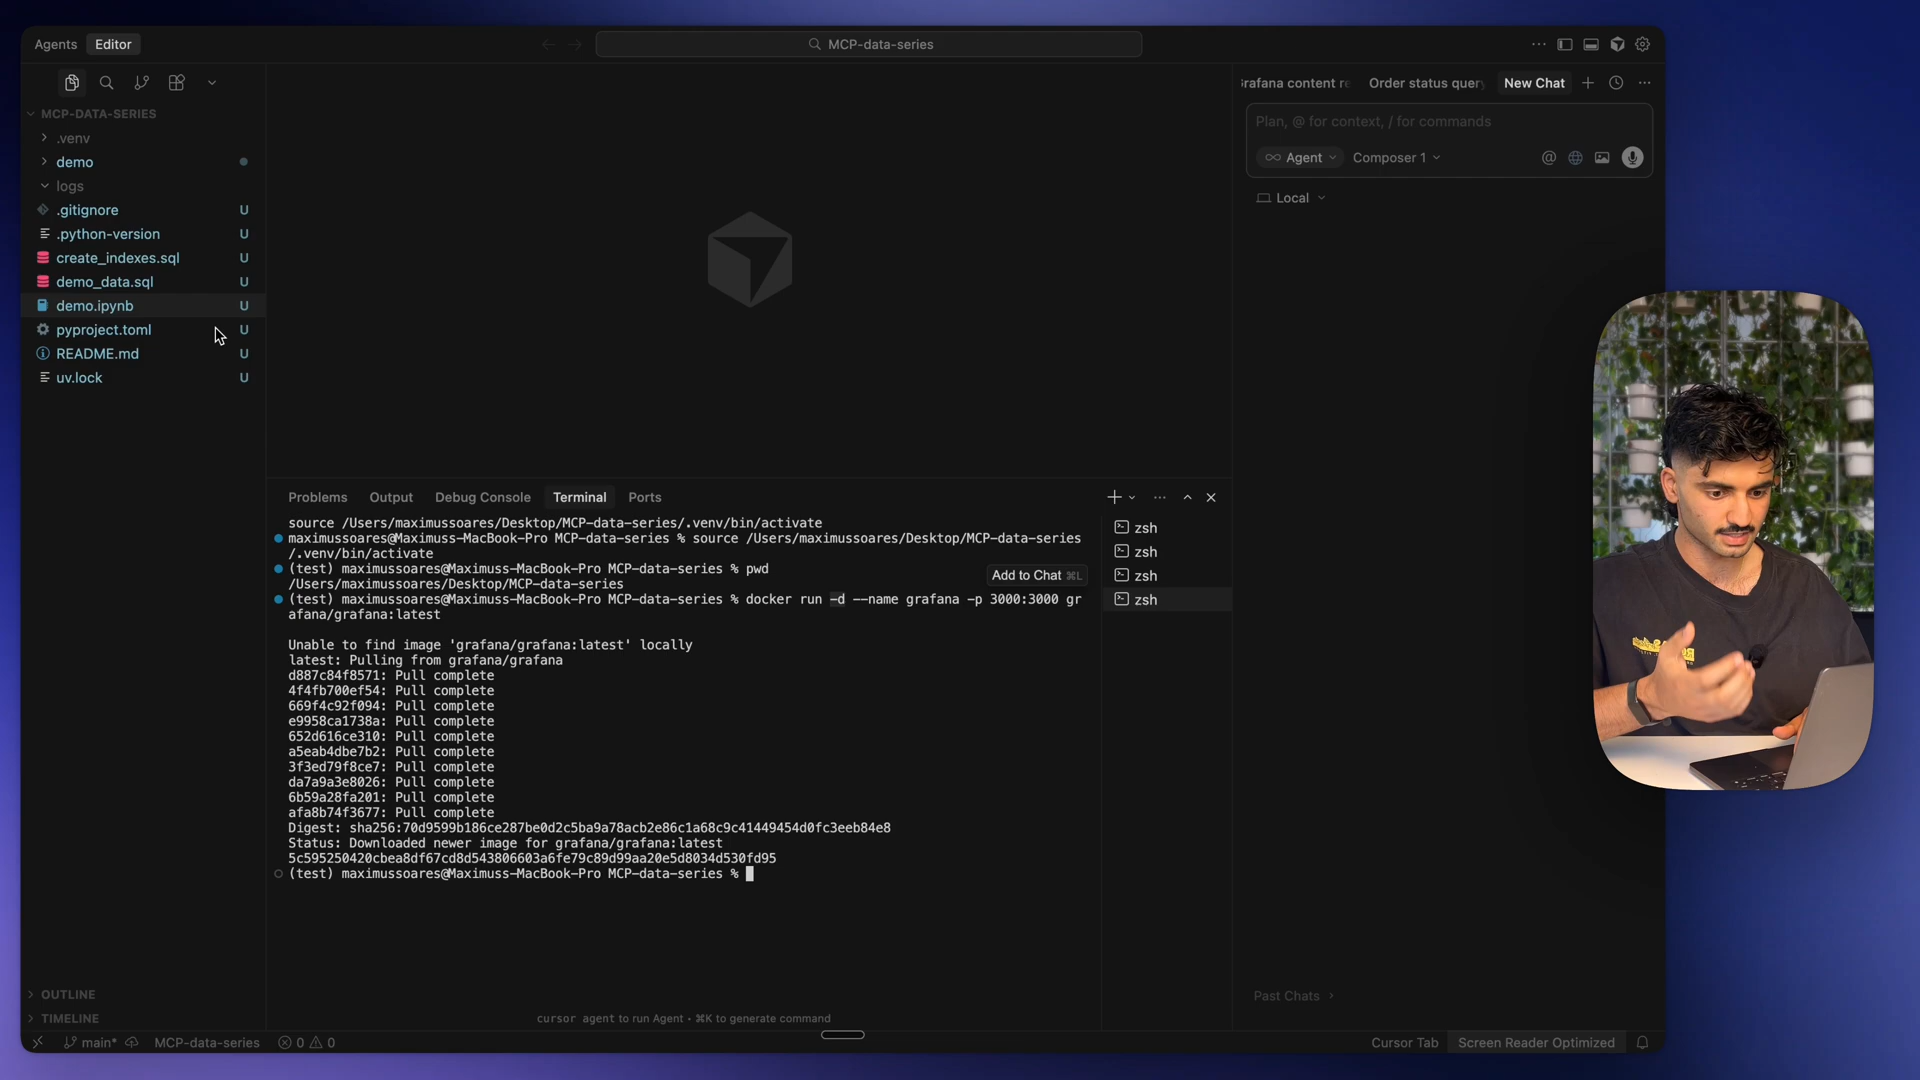 Agents Editor
MCP-data-series
MCP-DATA-SERIES
.venv
demo
logs
.gitignore U
.python-version U
create_indexes.sql U
demo_data.sql U
demo.ipynb U
pyproject.toml U
README.md U
uv.lock U
OUTLINE
TIMELINE
Problems Output Debug Console Terminal Ports
source /Users/maximussoares/Desktop/MCP-data-series/.venv/bin/activate
maximussoares@Maximuss-MacBook-Pro MCP-data-series % source /Users/maximussoares/Desktop/MCP-data-series
/.venv/bin/activate
(test) maximussoares@Maximuss-MacBook-Pro MCP-data-series % pwd
/Users/maximussoares/Desktop/MCP-data-series
Add to Chat ⌘L
(test) maximussoares@Maximuss-MacBook-Pro MCP-data-series % docker run -d --name grafana -p 3000:3000 gr
afana/grafana:latest
Unable to find image 'grafana/grafana:latest' locally
latest: Pulling from grafana/grafana
d887c84f8571: Pull complete
4f4fb700ef54: Pull complete
669f4c92f094: Pull complete
e9958ca1738a: Pull complete
652d616ce310: Pull complete
a5eab4dbe7b2: Pull complete
3f3ed79f8ce7: Pull complete
da7a9a3e8026: Pull complete
6b59a28fa201: Pull complete
afa8b74f3677: Pull complete
Digest: sha256:70d9599b186ce287be0d2c5ba9a78acb2e86c1a68c9c41449454d0fc3eeb84e8
Status: Downloaded newer image for grafana/grafana:latest
5c595250420cbea8df67cd8d543806603a6fe79c89d99aa20e5d8034d530fd95
(test) maximussoares@Maximuss-MacBook-Pro MCP-data-series %
cursor agent to run Agent • ⌘K to generate command
zsh
zsh
zsh
zsh
Grafana content re Order status query New Chat
Plan, @ for context, / for commands
Agent Composer 1
Local
Past Chats
main* MCP-data-series 0 0
Cursor Tab Screen Reader Optimized